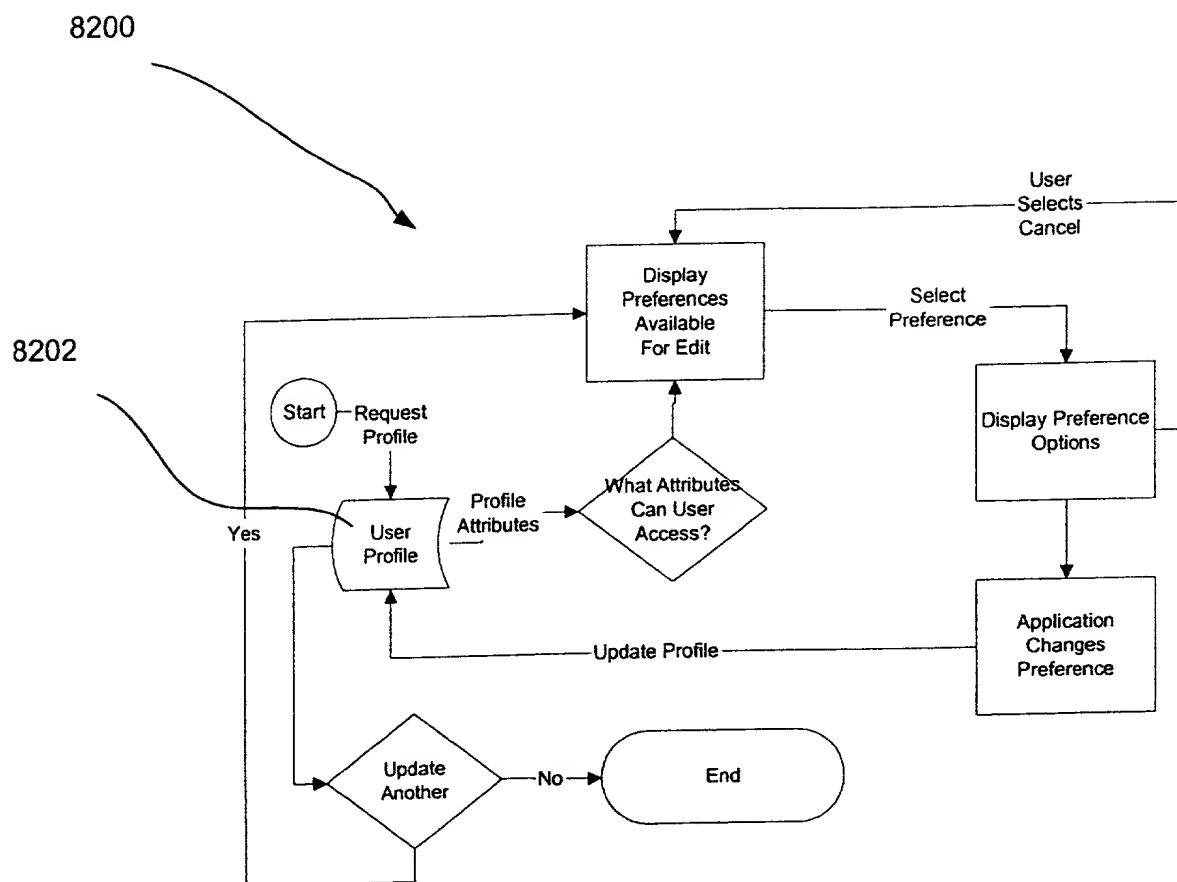 8200
User
Selects
Cancel
Display
Preferences
Available
For Edit
Select
Preference
8202
Start
Request
Profile
Display Preference
Options
What Attributes
Can User
Access?
Profile
Attributes
User
Profile
Yes
Application
Changes
Preference
Update Profile
Update
Another
No
End